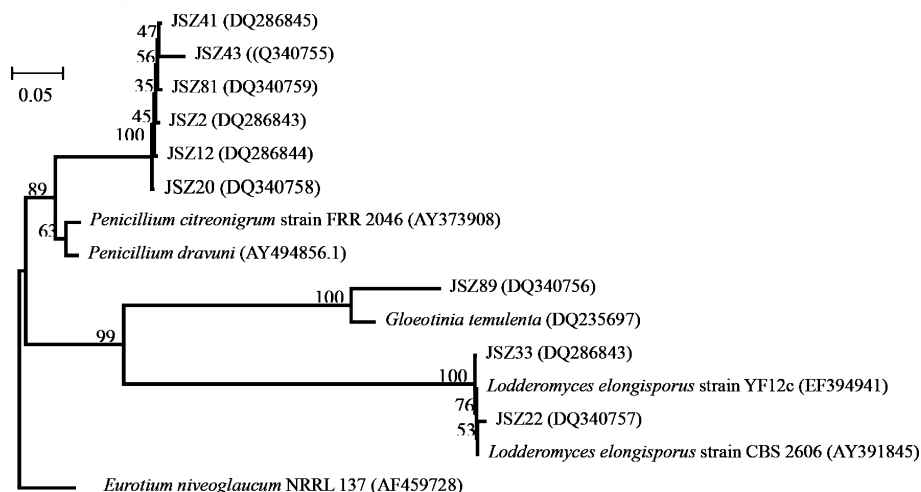 JSZ41 (DQ286845)
47
JSZ43 ((Q340755)
56
0.05
35
JSZ81 (DQ340759)
45
JSZ2 (DQ286843)
100
JSZ12 (DQ286844)
JSZ20 (DQ340758)
89
Penicillium citreonigrum strain FRR 2046 (AY373908)
63
Penicillium dravuni (AY494856.1)
JSZ89 (DQ340756)
100
Gloeotinia temulenta (DQ235697)
99
JSZ33 (DQ286843)
100
Lodderomyces elongisporus strain YF12c (EF394941)
76
JSZ22 (DQ340757)
53
Lodderomyces elongisporus strain CBS 2606 (AY391845)
Eurotium niveoglaucum NRRL 137 (AF459728)